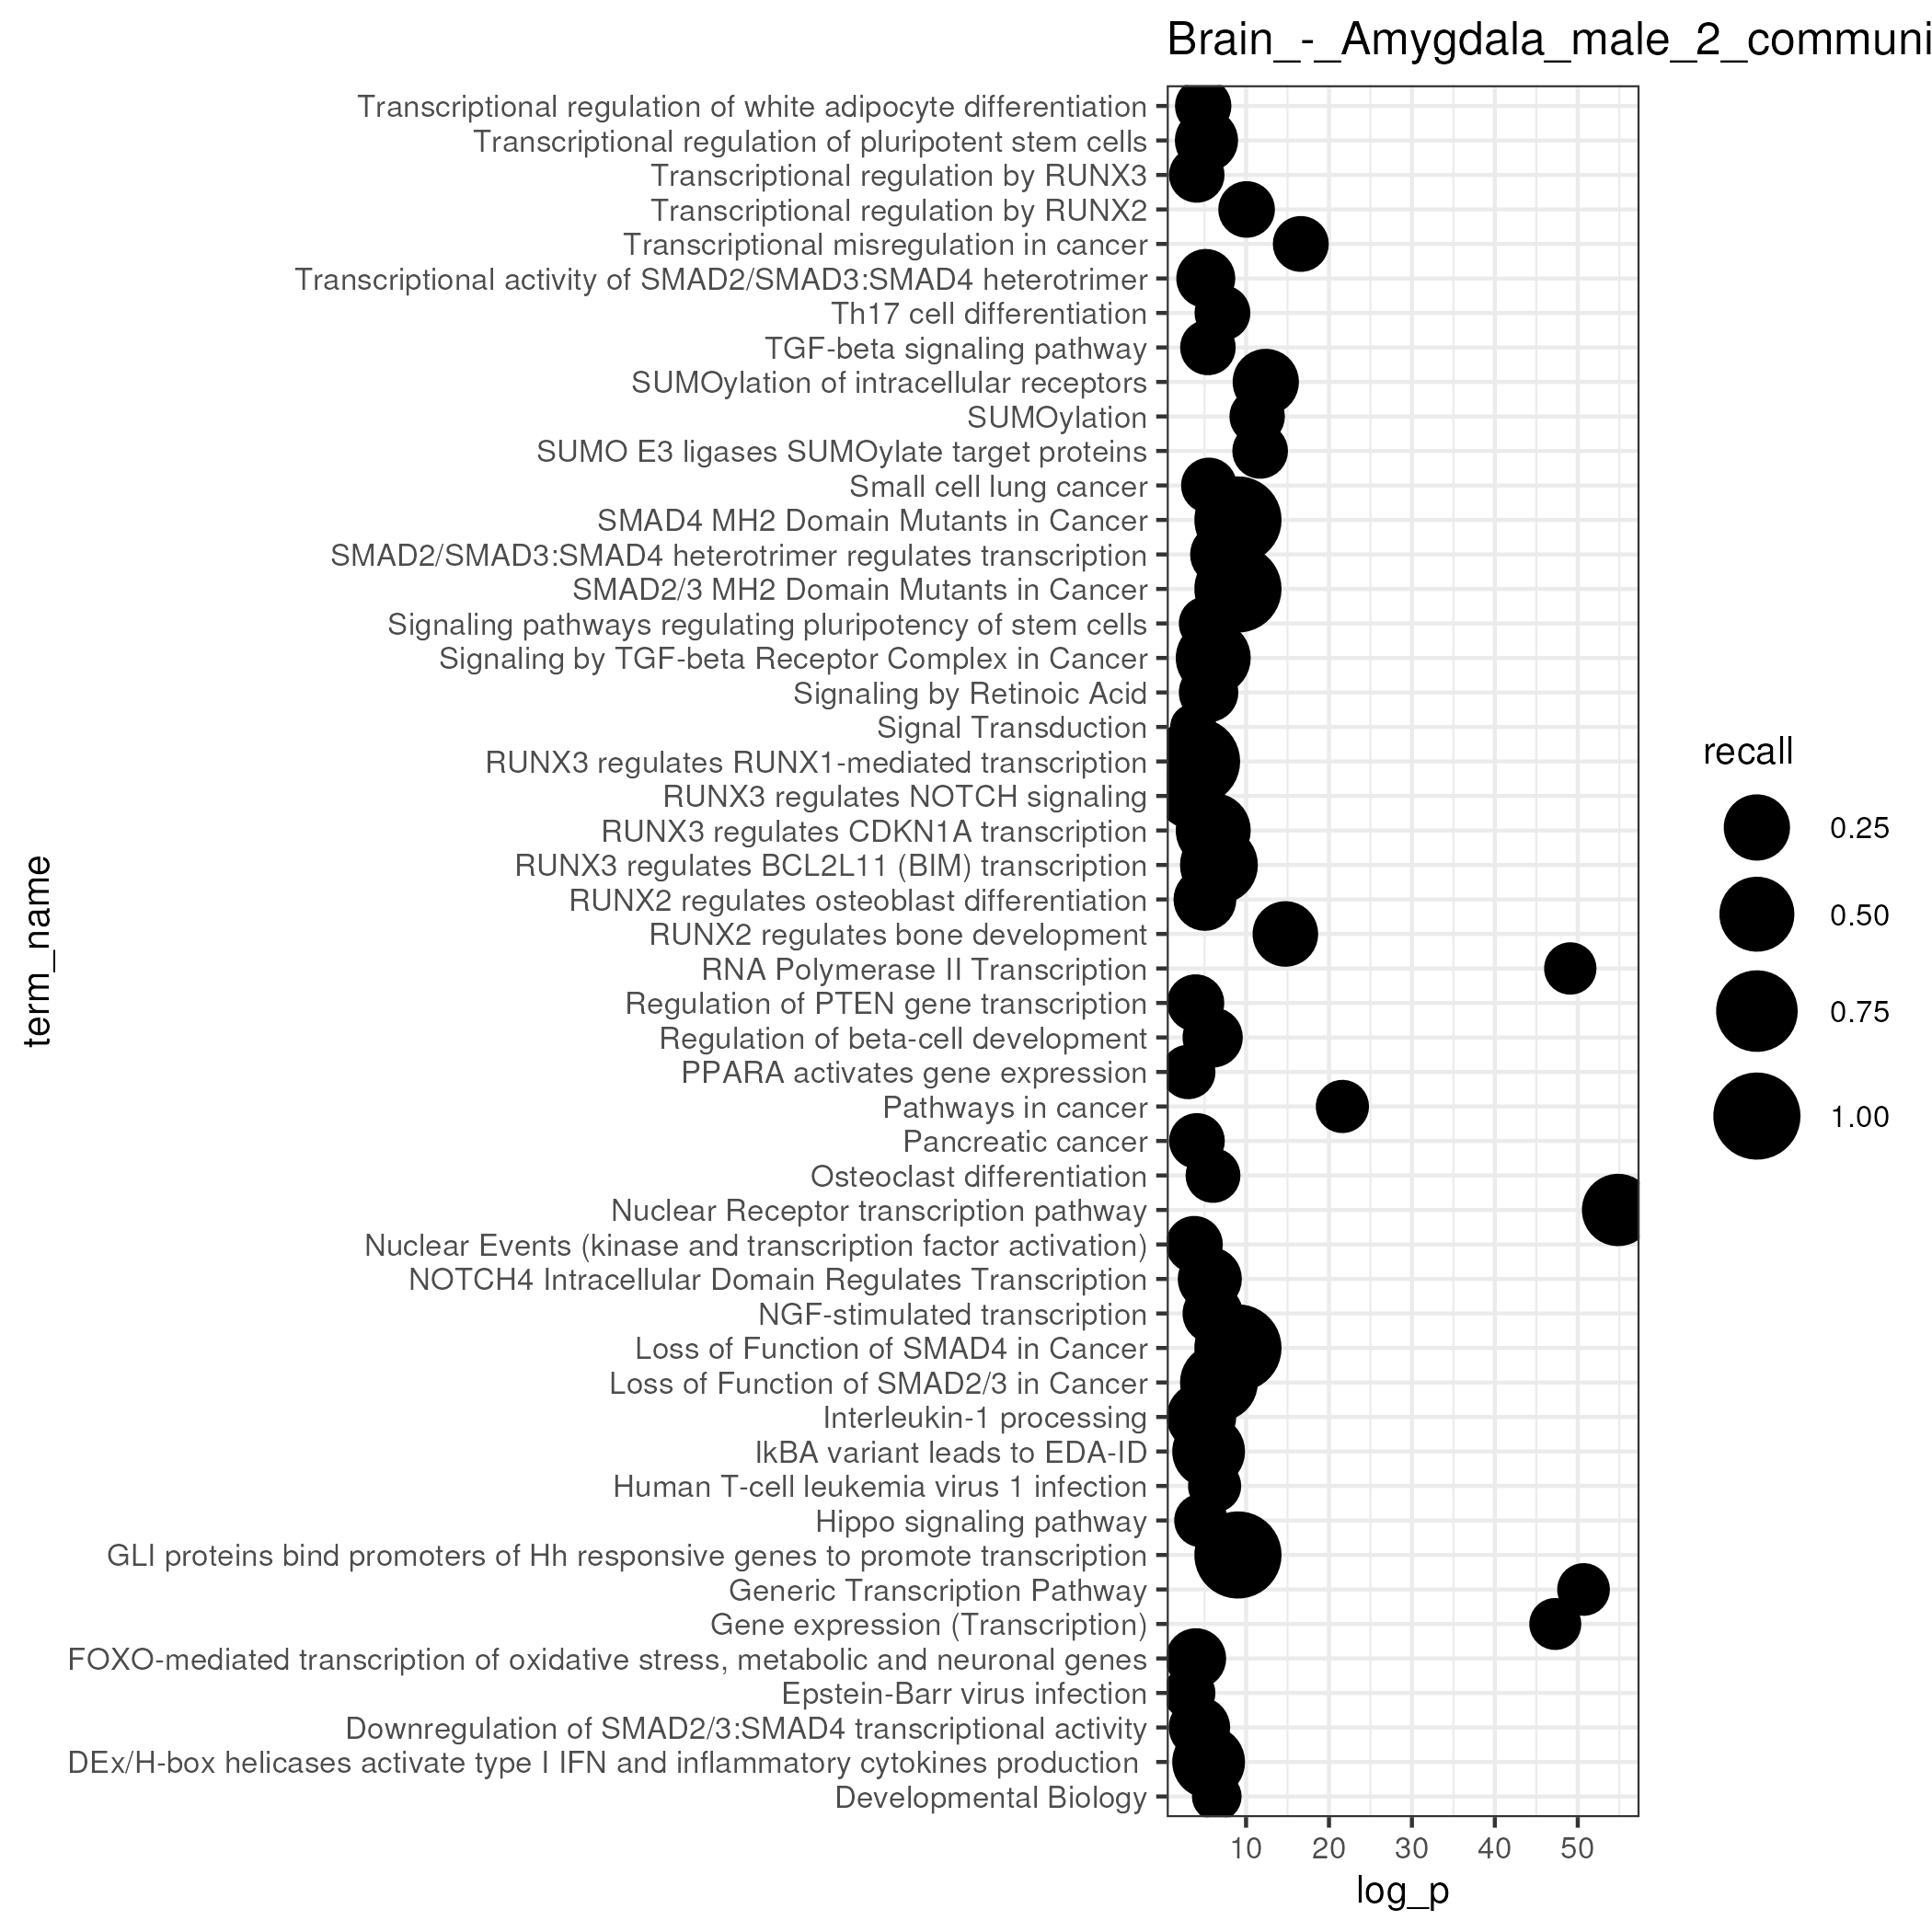 Brain_-_Amygdala_male_2_communi
Transcriptional regulation of white adipocyte differentiation
Transcriptional regulation of pluripotent stem cells
Transcriptional regulation by RUNX3
Transcriptional regulation by RUNX2
Transcriptional misregulation in cancer
Transcriptional activity of SMAD2/SMAD3:SMAD4 heterotrimer
Th17 cell differentiation
TGF-beta signaling pathway
SUMOylation of intracellular receptors
SUMOylation
SUMO E3 ligases SUMOylate target proteins
Small cell lung cancer
SMAD4 MH2 Domain Mutants in Cancer
SMAD2/SMAD3:SMAD4 heterotrimer regulates transcription
SMAD2/3 MH2 Domain Mutants in Cancer
Signaling pathways regulating pluripotency of stem cells
Signaling by TGF-beta Receptor Complex in Cancer
Signaling by Retinoic Acid
Signal Transduction
RUNX3 regulates RUNX1-mediated transcription
RUNX3 regulates NOTCH signaling
RUNX3 regulates CDKN1A transcription
RUNX3 regulates BCL2L11 (BIM) transcription
RUNX2 regulates osteoblast differentiation
RUNX2 regulates bone development
RNA Polymerase II Transcription
Regulation of PTEN gene transcription
Regulation of beta-cell development
PPARA activates gene expression
Pathways in cancer
Pancreatic cancer
Osteoclast differentiation
Nuclear Receptor transcription pathway
Nuclear Events (kinase and transcription factor activation)
NOTCH4 Intracellular Domain Regulates Transcription
NGF-stimulated transcription
Loss of Function of SMAD4 in Cancer
Loss of Function of SMAD2/3 in Cancer
Interleukin-1 processing
IkBA variant leads to EDA-ID
Human T-cell leukemia virus 1 infection
Hippo signaling pathway
GLI proteins bind promoters of Hh responsive genes to promote transcription
Generic Transcription Pathway
Gene expression (Transcription)
FOXO-mediated transcription of oxidative stress, metabolic and neuronal genes
Epstein-Barr virus infection
Downregulation of SMAD2/3:SMAD4 transcriptional activity
DEx/H-box helicases activate type I IFN and inflammatory cytokines production
Developmental Biology
term_name
10 20 30 40 50
log_p
recall
0.25
0.50
0.75
1.00